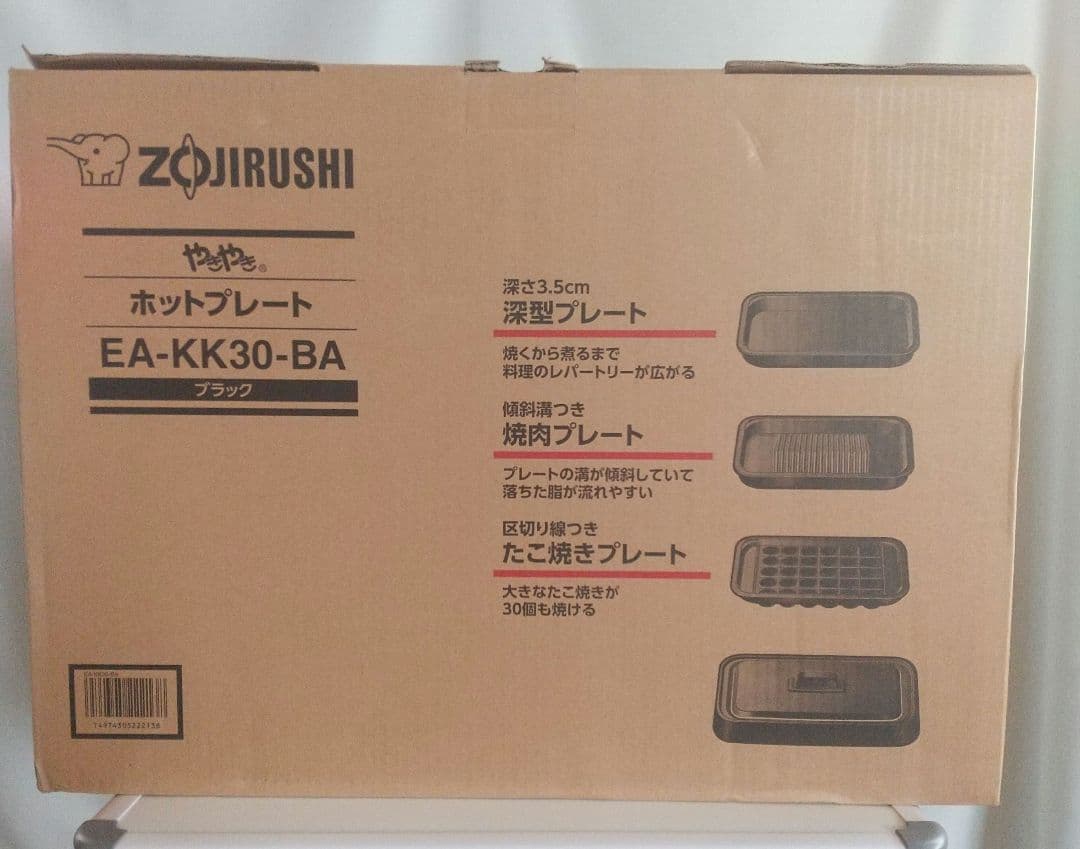 ZOJIRUSHI
やきやき®
ホットプレート
EA-KK30-BA
ブラック
深さ3.5cm
深型プレート
焼くから煮るまで
料理のレパートリーが広がる
傾斜溝つき
焼肉プレート
プレートの溝が傾斜していて
落ちた脂が流れやすい
区切り線つき
たこ焼きプレート
大きなたこ焼きが
30個も焼ける
EA-KK30-BA